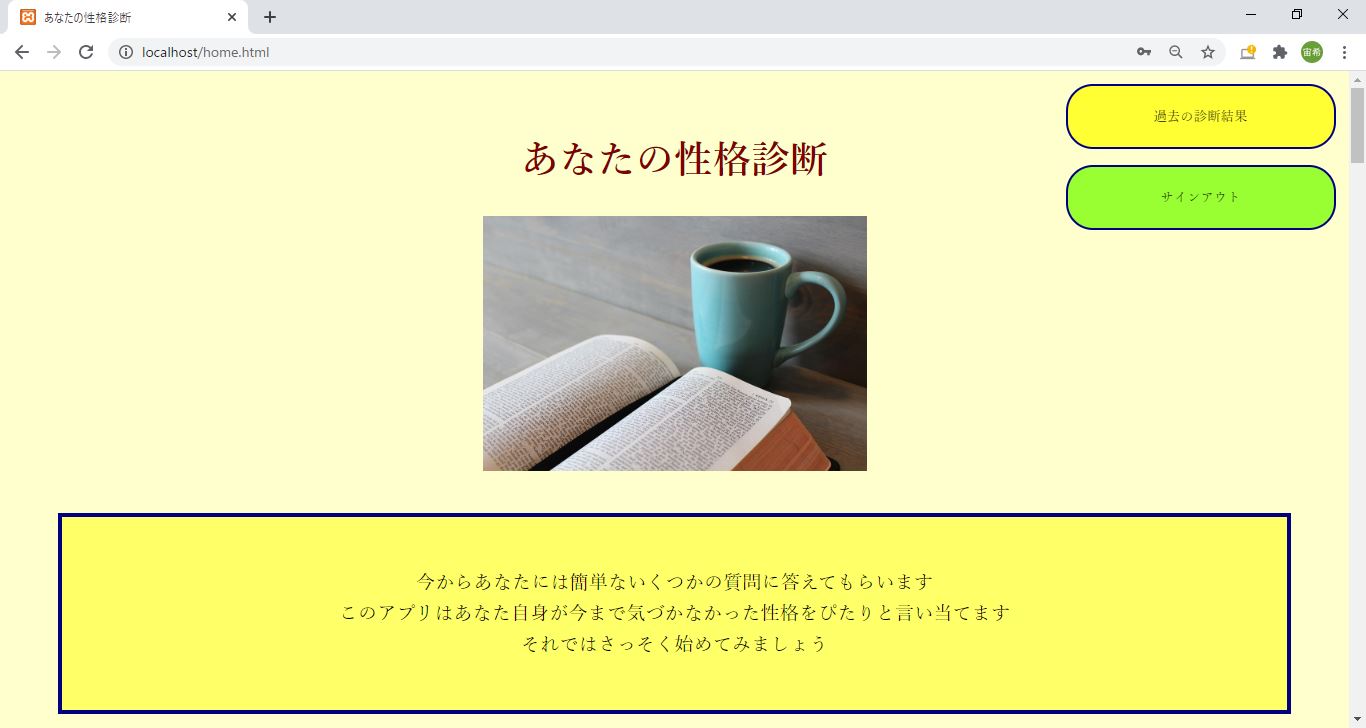 あなたの性格診断
localhost/home.html
宙希
過去の診断結果
サインアウト
あなたの性格診断
今からあなたには簡単ないくつかの質問に答えてもらいます
このアプリはあなた自身が今まで気づかなかった性格をぴたりと言い当てます
それではさっそく始めてみましょう